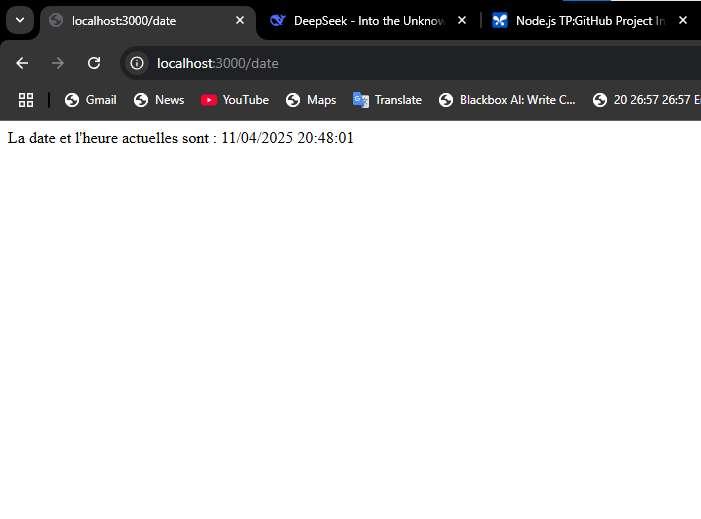 localhost:3000/date
DeepSeek - Into the Unknow
Node.js TP:GitHub Project In
localhost:3000/date
Gmail
News
YouTube
Maps
Translate
Blackbox AI: Write C...
20 26:57 26:57 E
La date et l'heure actuelles sont : 11/04/2025 20:48:01